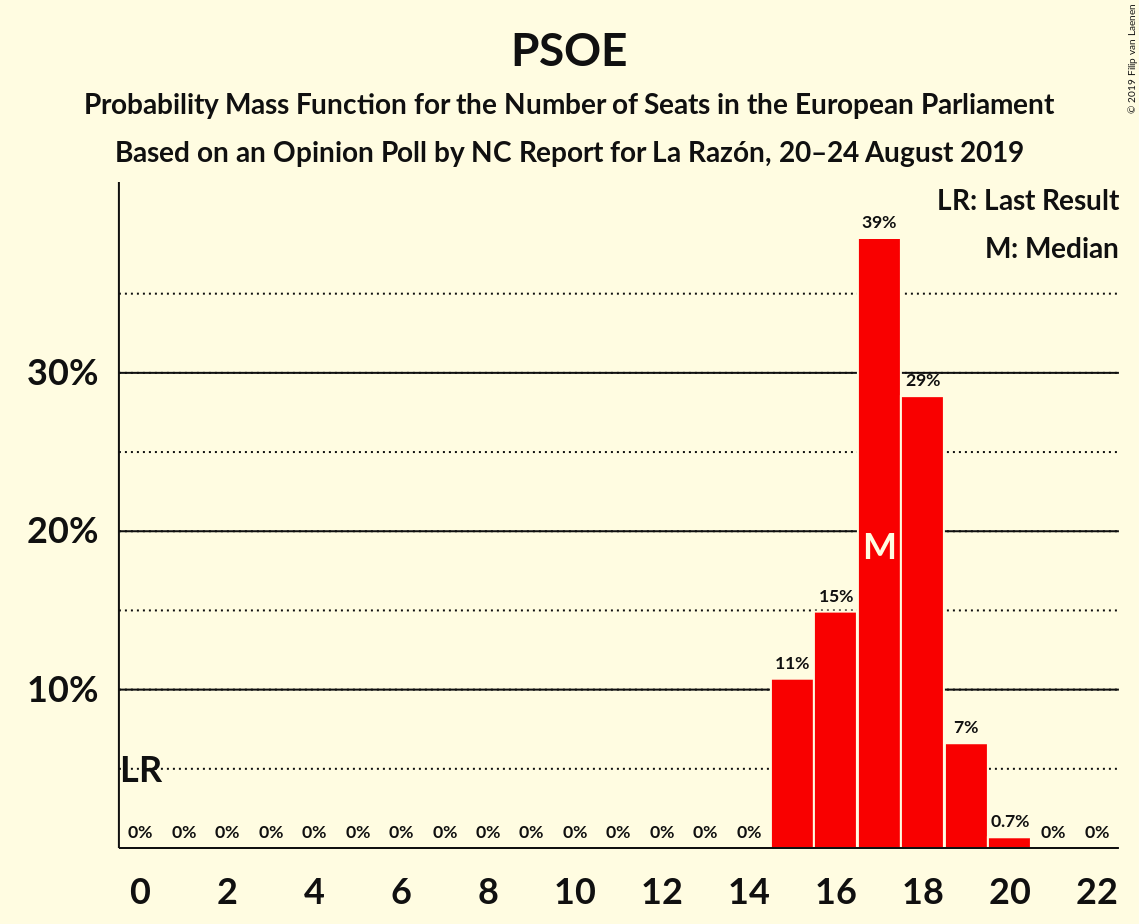 PSOE
Probability Mass Function for the Number of Seats in the European Parliament
Based on an Opinion Poll by NC Report for La Razón, 20–24 August 2019
© 2019 Filip van Laenen
LR: Last Result
M: Median
39%
30%
29%
20%
M
15%
11%
10%
7%
LR
0.7%
0% 0% 0% 0% 0% 0% 0% 0% 0% 0% 0% 0% 0% 0% 0% 0% 0%
0 2 4 6 8 10 12 14 16 18 20 22